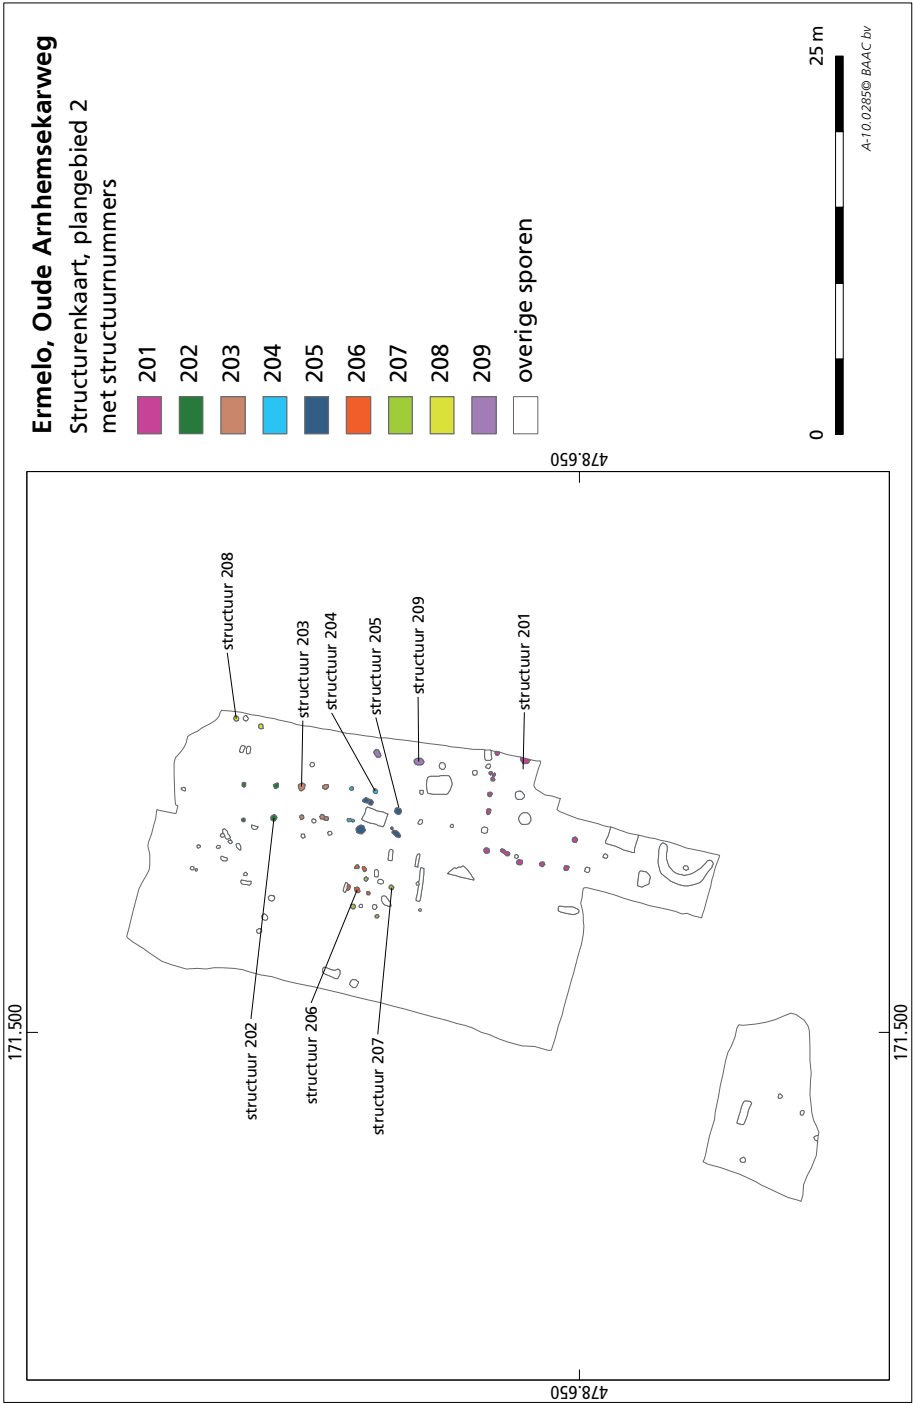 Ermelo, Oude Arnhemsekarweg
Structurenkaart, plangebied 2
met structuurnummers
201
202
203
204
205
206
207
208
209
overige sporen
0
25 m
A-10.0285© BAAC bv
171.500
171.500
478.650
478.650
structuur 208
structuur 203
structuur 204
structuur 205
structuur 209
structuur 201
structuur 202
structuur 206
structuur 207